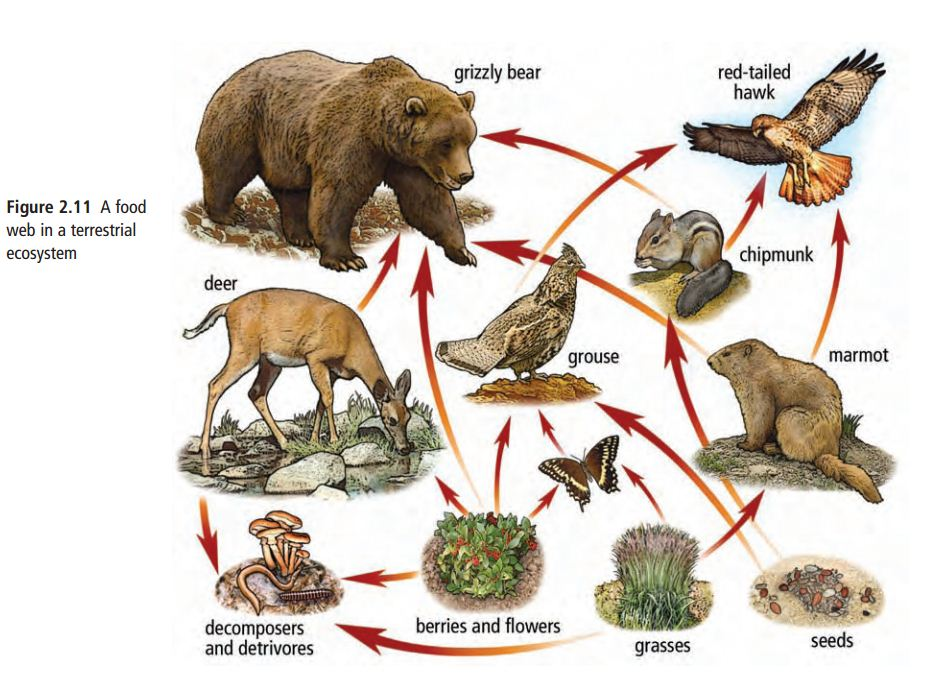 grizzly bear
red-tailed
hawk
Figure 2.11 A food
web in a terrestrial
ecosystem
chipmunk
deer
grouse
marmot
decomposers
and detrivores
berries and flowers
grasses
seeds